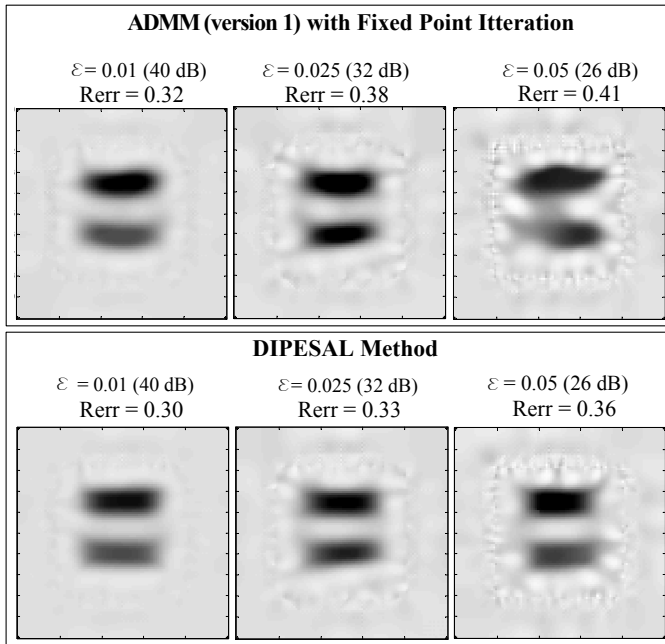 ADMM (version 1) with Fixed Point Itteration
ε = 0.01 (40 dB) ε = 0.025 (32 dB) ε = 0.05 (26 dB)
Rerr = 0.32 Rerr = 0.38 Rerr = 0.41
DIPESAL Method
ε = 0.01 (40 dB) ε = 0.025 (32 dB) ε = 0.05 (26 dB)
Rerr = 0.30 Rerr = 0.33 Rerr = 0.36